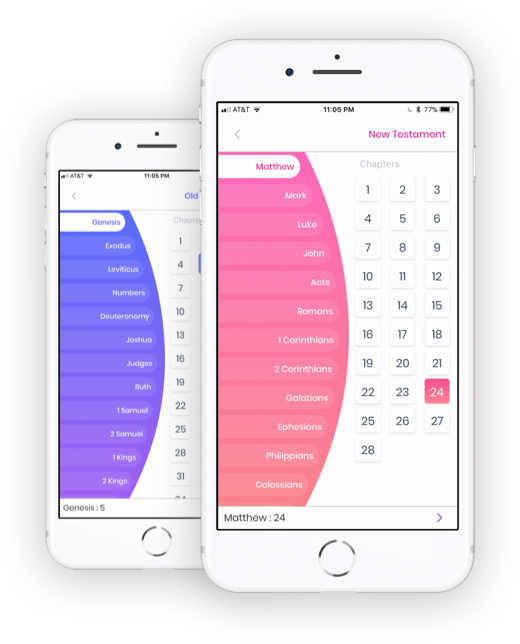 AT&T 11:05 PM
Old
Genesis Chapte
Exodus 1
Leviticus 4
Numbers 7
Deuteronomy 10
Joshua 13
Judges 16
Ruth 19
1 Samuel 22
2 Samuel 25
1 Kings 28
2 Kings 31
Genesis : 5
AT&T 11:05 PM 77%
New Testament
Matthew Chapters
Mark 1 2 3
Luke 4 5 6
John 7 8 9
Acts 10 11 12
Romans 13 14 15
1 Corinthians 16 17 18
2 Corinthians 19 20 21
Galatians 22 23 24
Ephesians 25 26 27
Philippians 28
Colossians
Matthew : 24